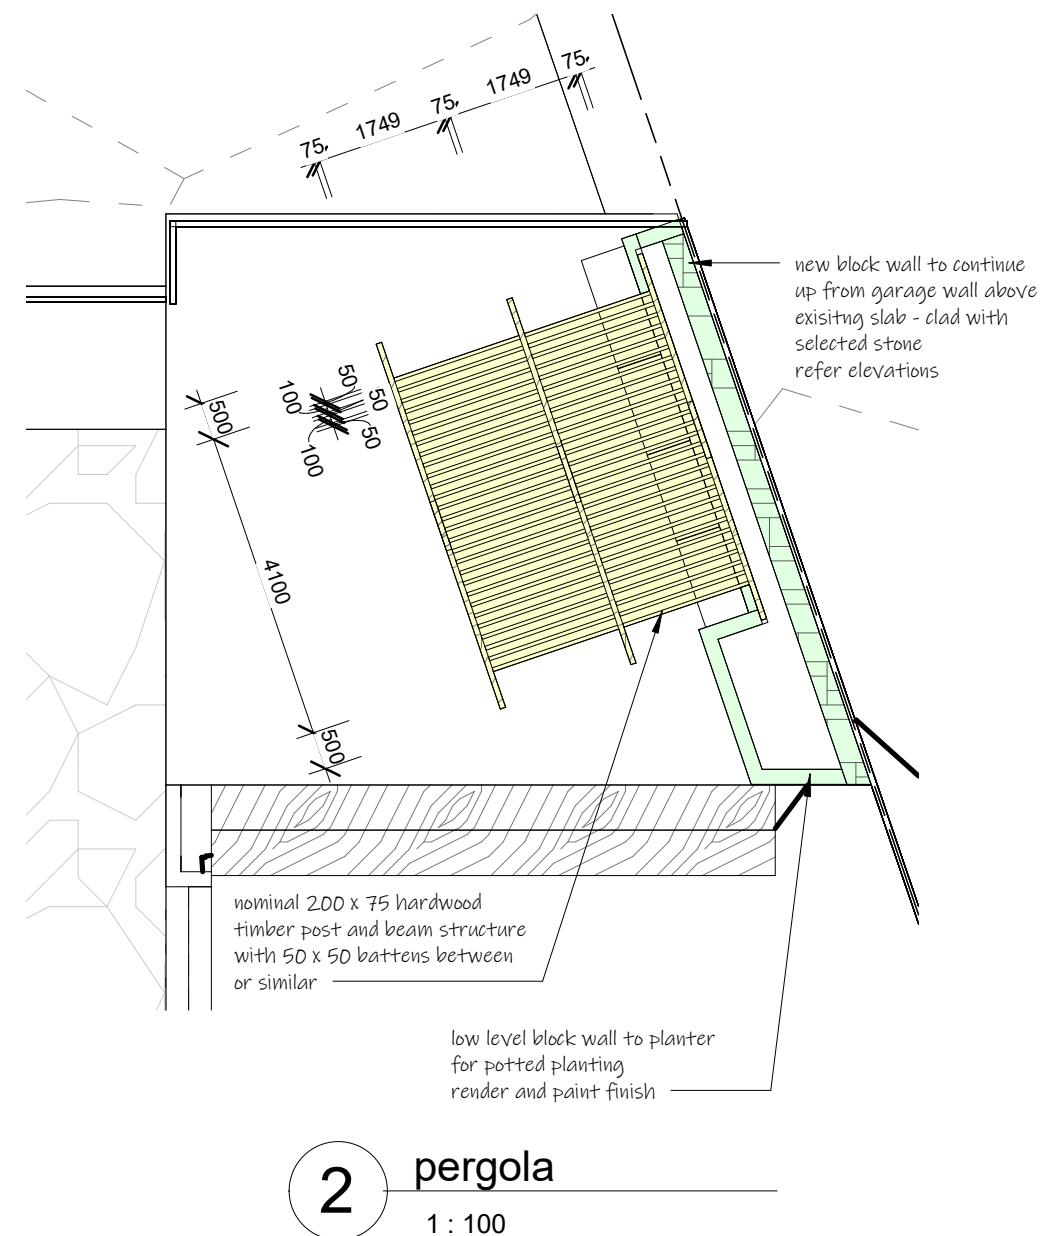 75
1749
75
1749
75
new block wall to continue
up from garage wall above
exisitng slab - clad with
selected stone
refer elevations
500
50
50
100
50
100
4100
500
nominal 200 x 75 hardwood
timber post and beam structure
with 50 x 50 battens between
or similar
low level block wall to planter
for potted planting
render and paint finish
2
pergola
1 : 100